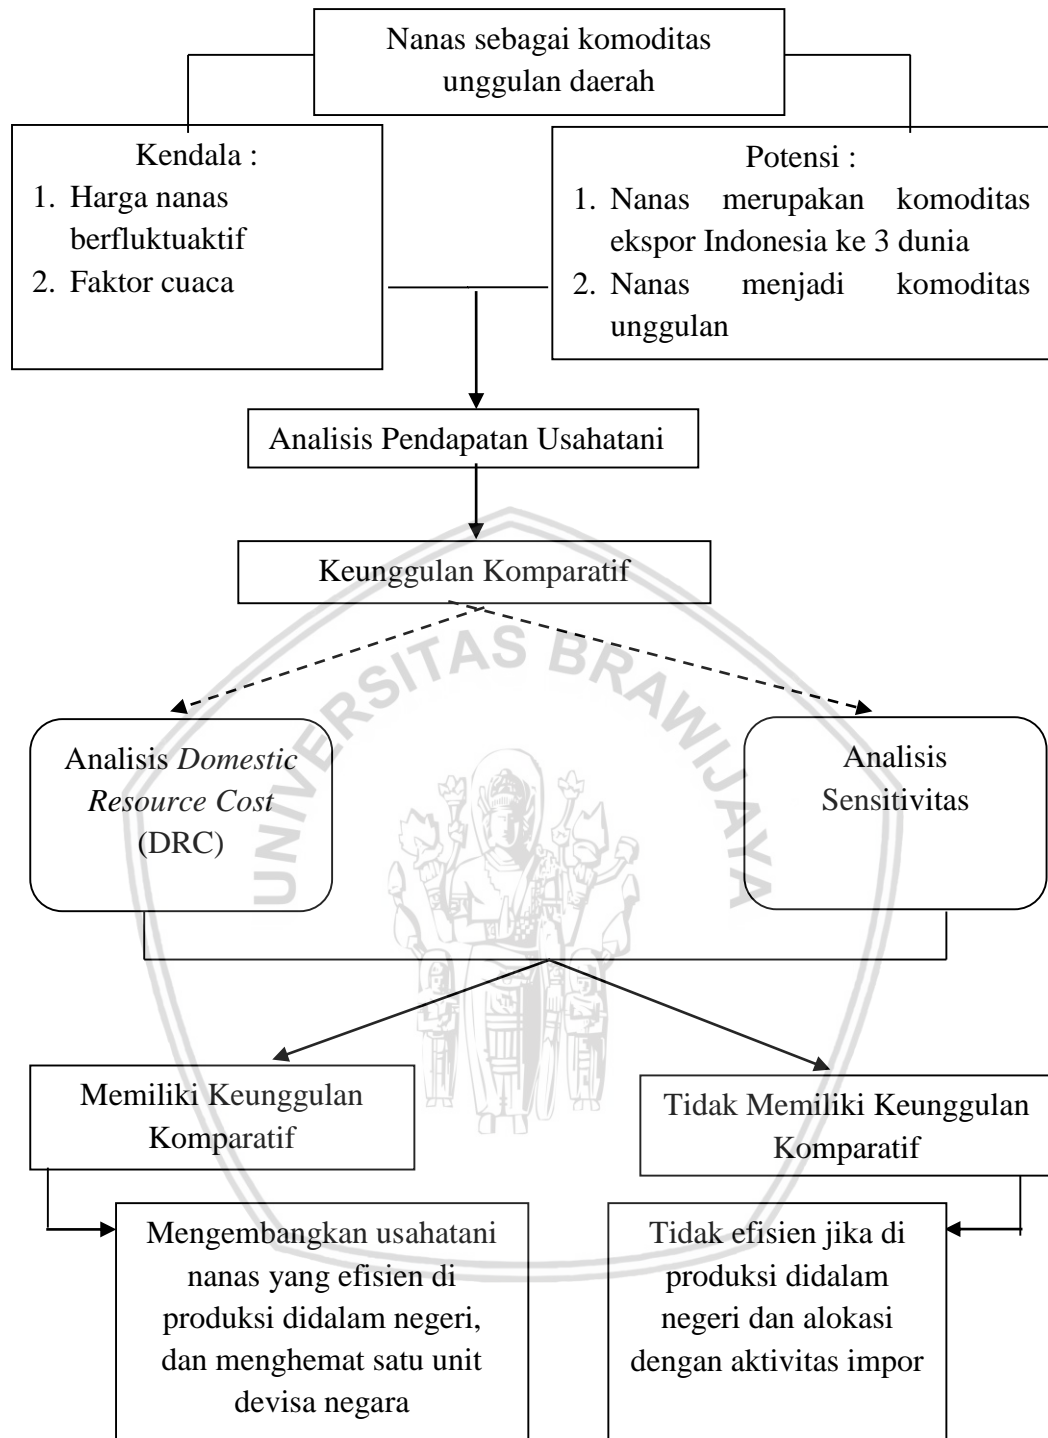 Nanas sebagai komoditas
unggulan daerah
Kendala :
1. Harga nanas
berfluktuaktif
2. Faktor cuaca
Potensi :
1. Nanas merupakan komoditas
ekspor Indonesia ke 3 dunia
2. Nanas menjadi komoditas
unggulan
Analisis Pendapatan Usahatani
Keunggulan Komparatif
UNIVERSITAS BRAWIJAYA
Analisis Domestic
Resource Cost
(DRC)
Analisis
Sensitivitas
Memiliki Keunggulan
Komparatif
Tidak Memiliki Keunggulan
Komparatif
Mengembangkan usahatani
nanas yang efisien di
produksi didalam negeri,
dan menghemat satu unit
devisa negara
Tidak efisien jika di
produksi didalam
negeri dan alokasi
dengan aktivitas impor